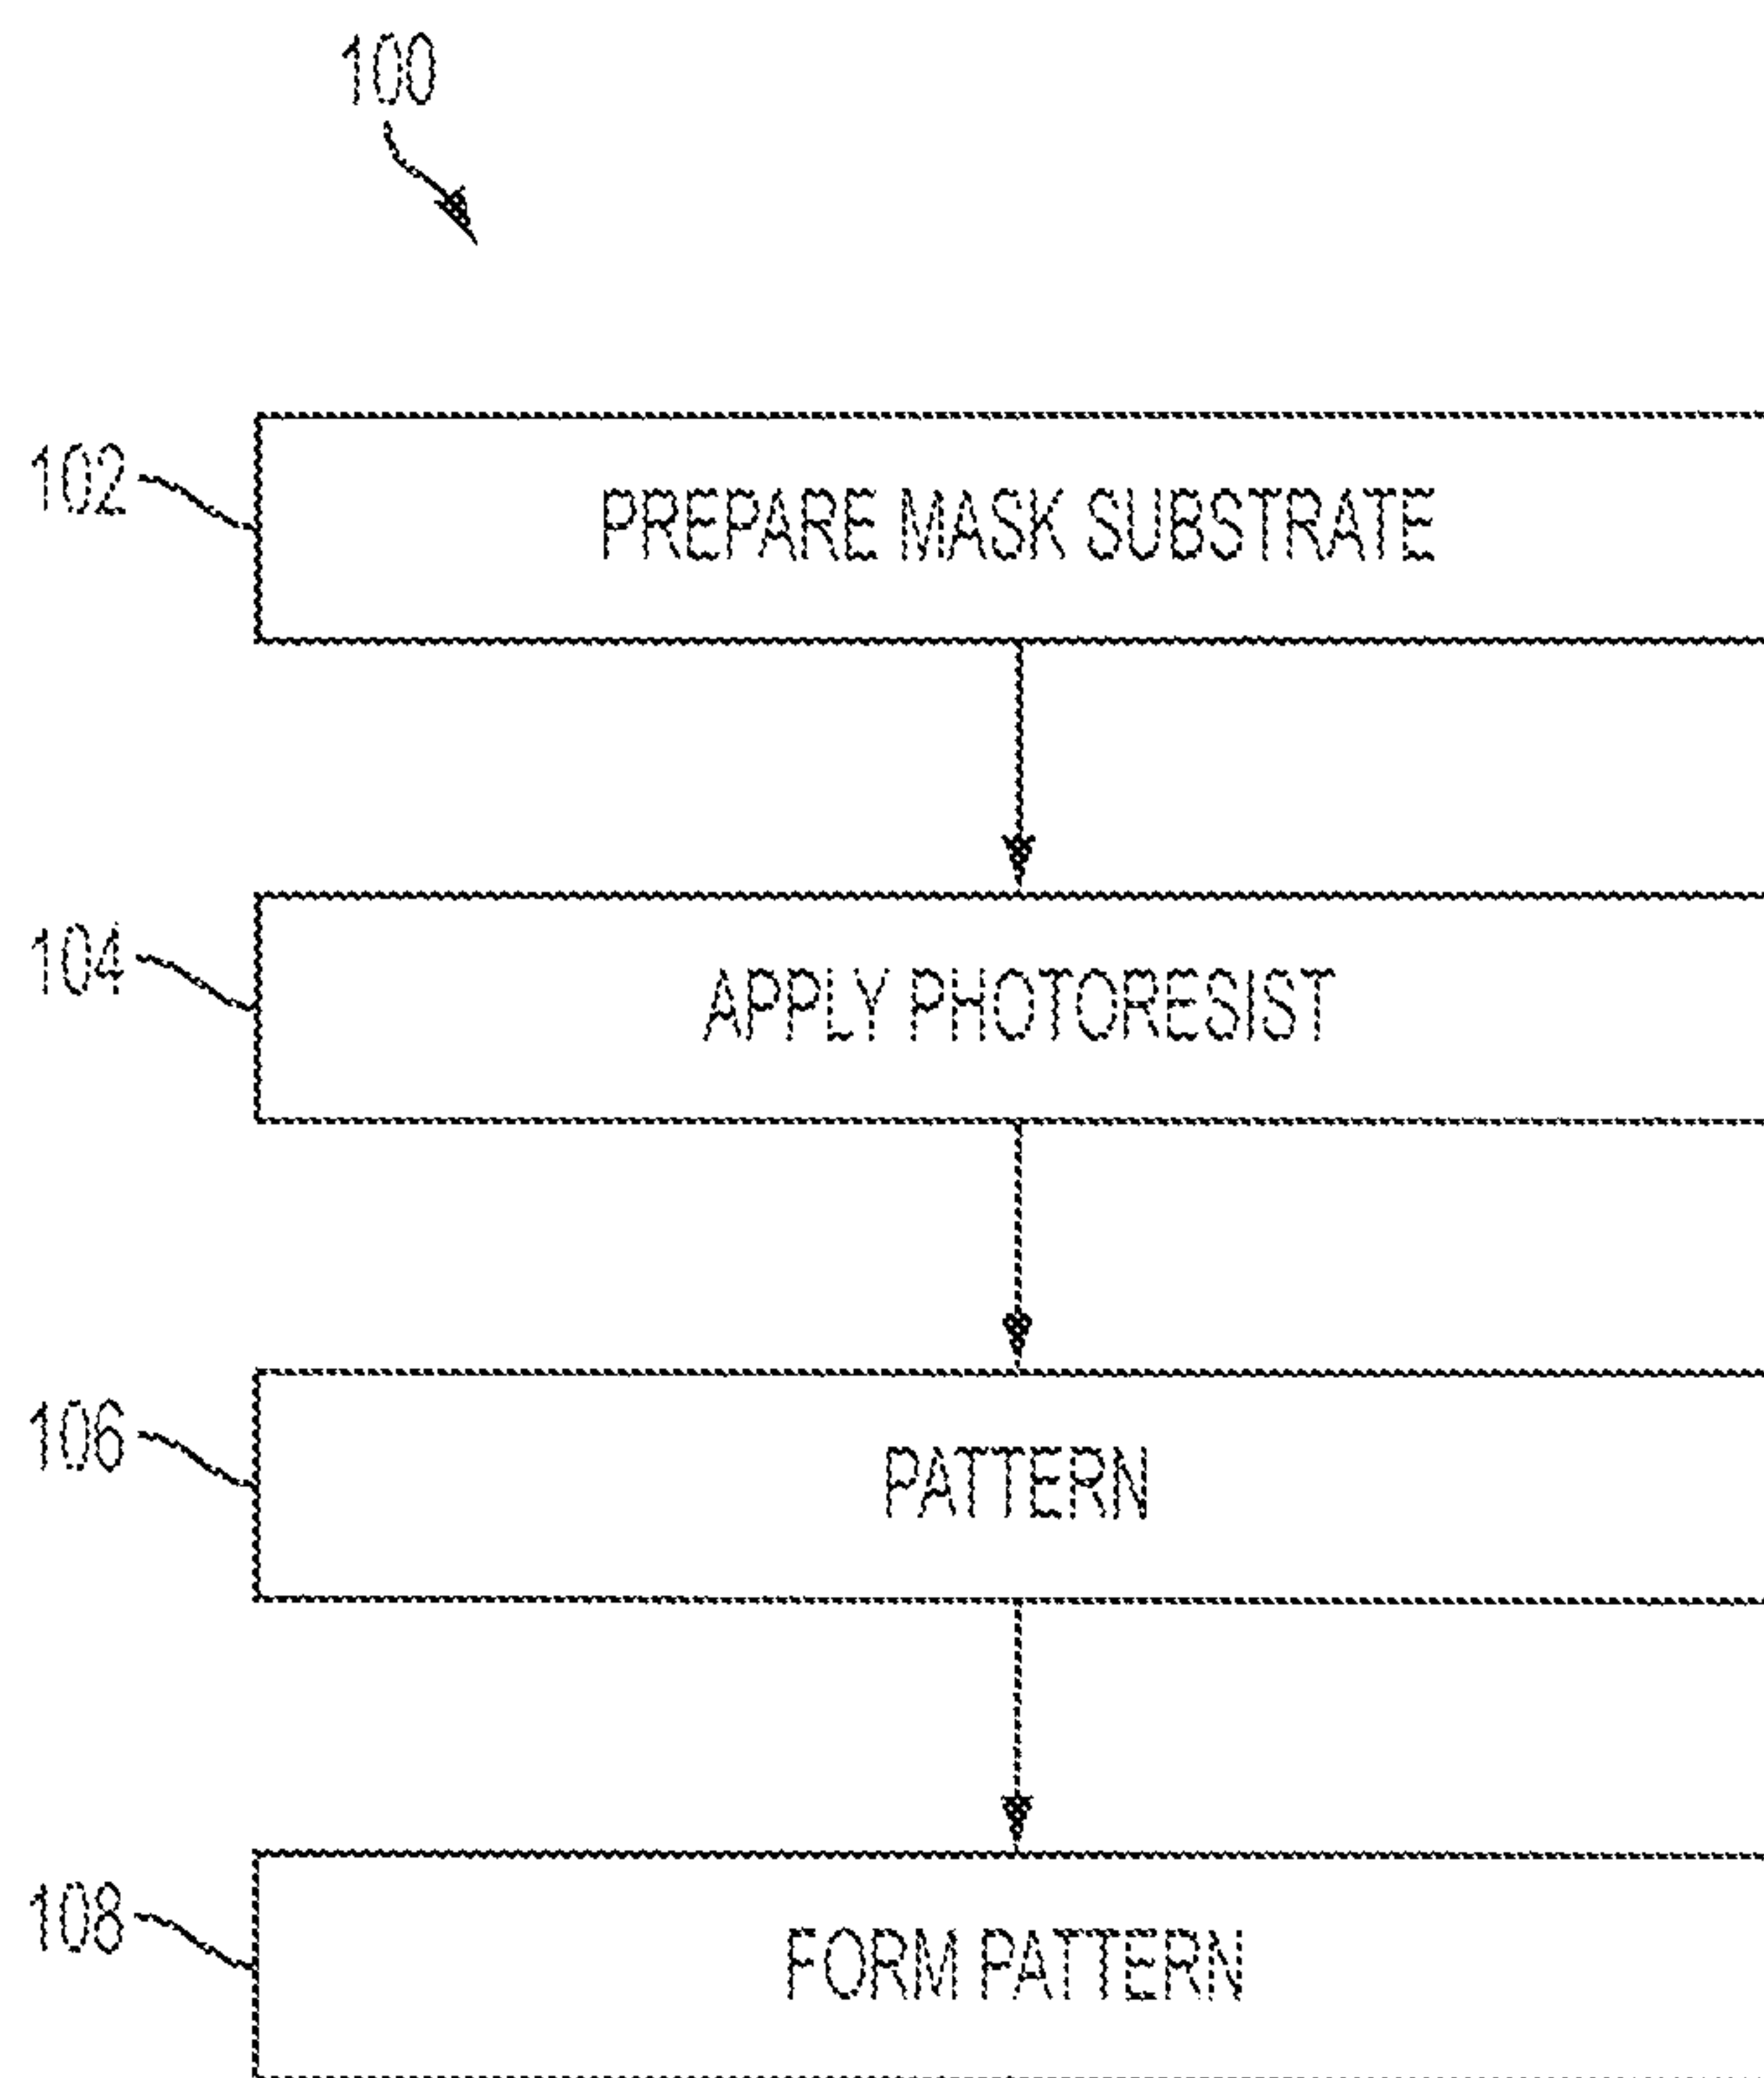 100
102
PREPARE MASK SUBSTRATE
104
APPLY PHOTORESIST
106
PATTERN
108
FORM PATTERN